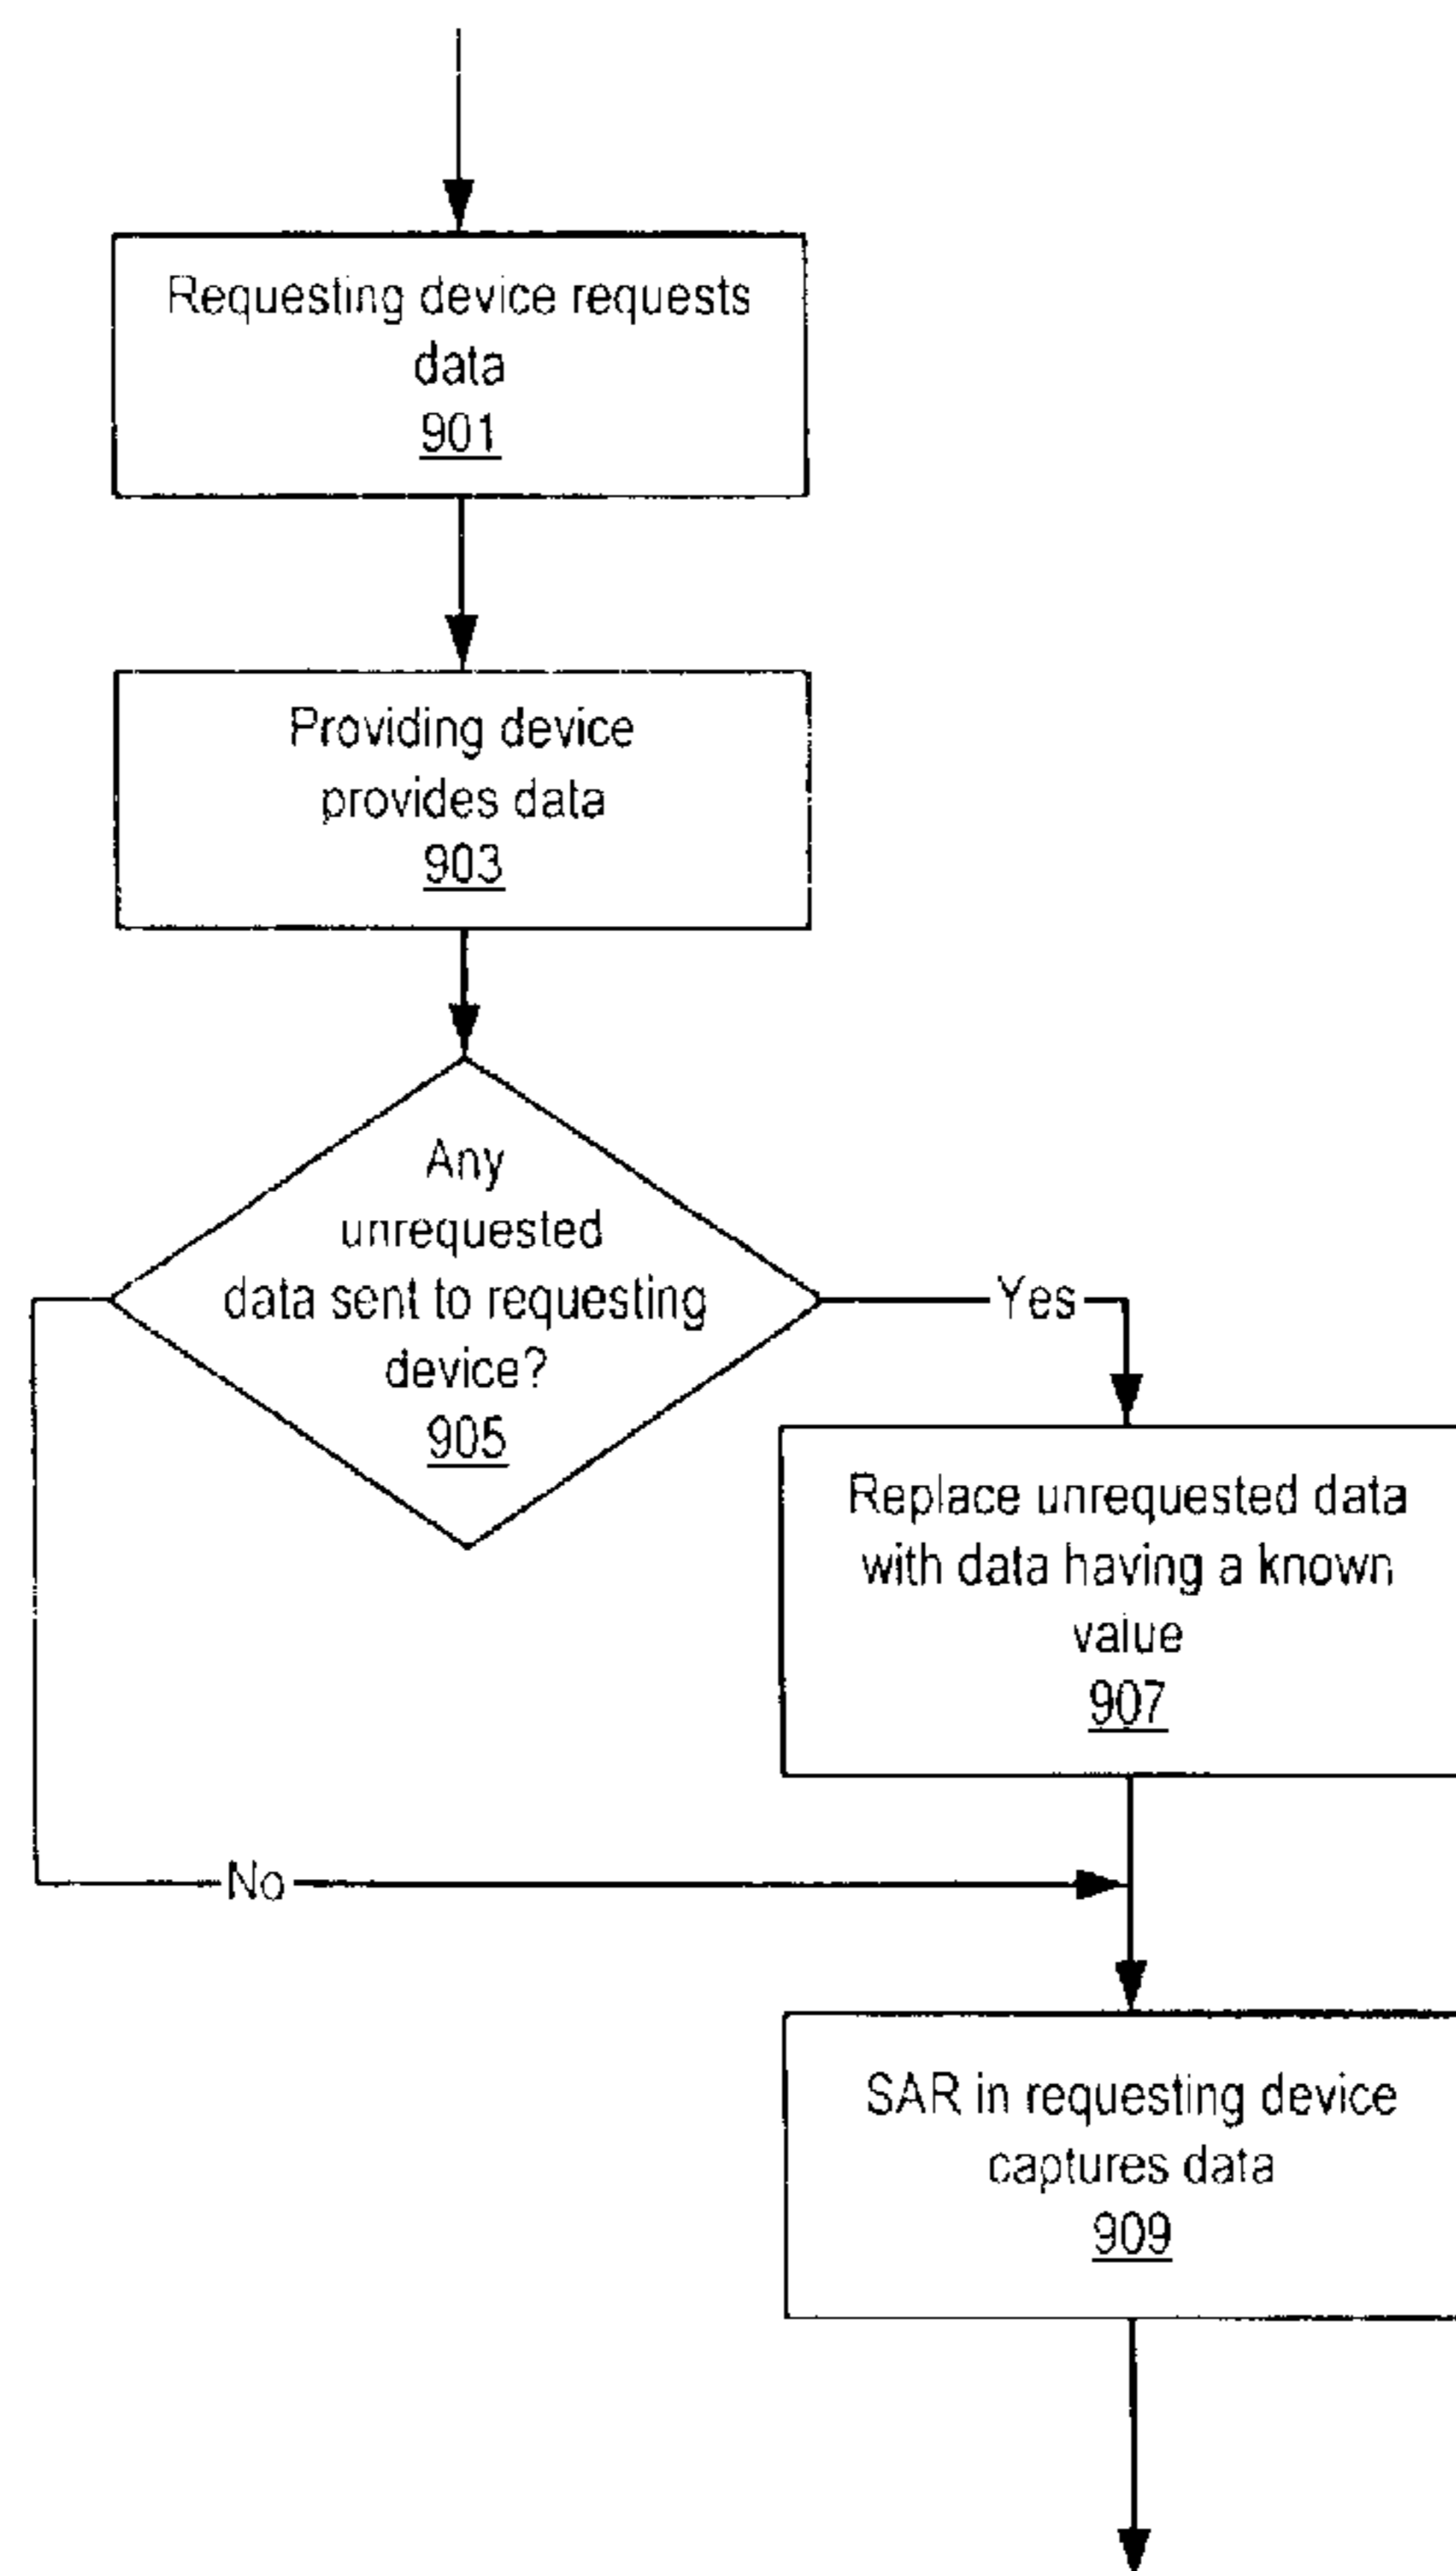 Requesting device requests
data
901
Providing device
provides data
903
Any
unrequested
data sent to requesting
device?
905
Yes
Replace unrequested data
with data having a known
value
907
No
SAR in requesting device
captures data
909